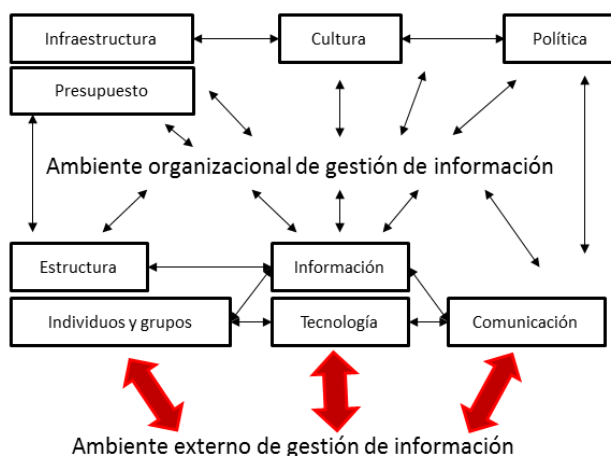 Infraestructura
Cultura
Política
Presupuesto
Ambiente organizacional de gestión de información
Estructura
Información
Individuos y grupos
Tecnología
Comunicación
Ambiente externo de gestión de información